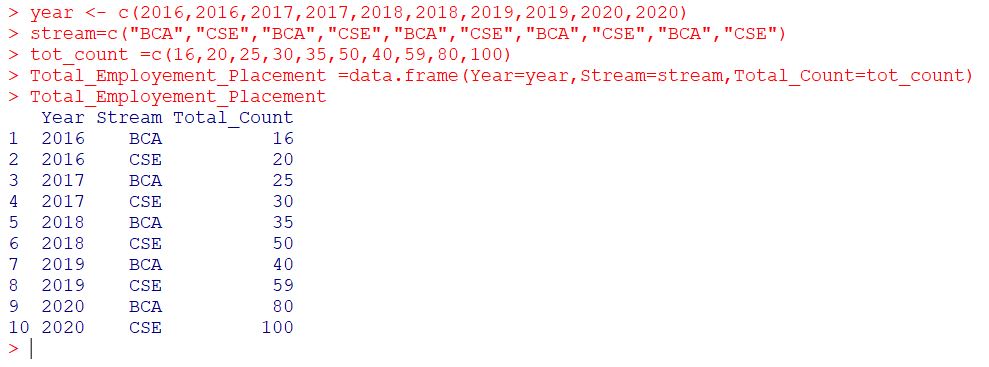 > year <- c(2016,2016,2017,2017,2018,2018,2019,2019,2020,2020)
> stream=c("BCA","CSE","BCA","CSE","BCA","CSE","BCA","CSE","BCA","CSE")
> tot_count =c(16,20,25,30,35,50,40,59,80,100)
> Total_Employement_Placement =data.frame(Year=year,Stream=stream,Total_Count=tot_count)
> Total_Employement_Placement
   Year Stream Total_Count
1  2016    BCA          16
2  2016    CSE          20
3  2017    BCA          25
4  2017    CSE          30
5  2018    BCA          35
6  2018    CSE          50
7  2019    BCA          40
8  2019    CSE          59
9  2020    BCA          80
10 2020    CSE         100
>